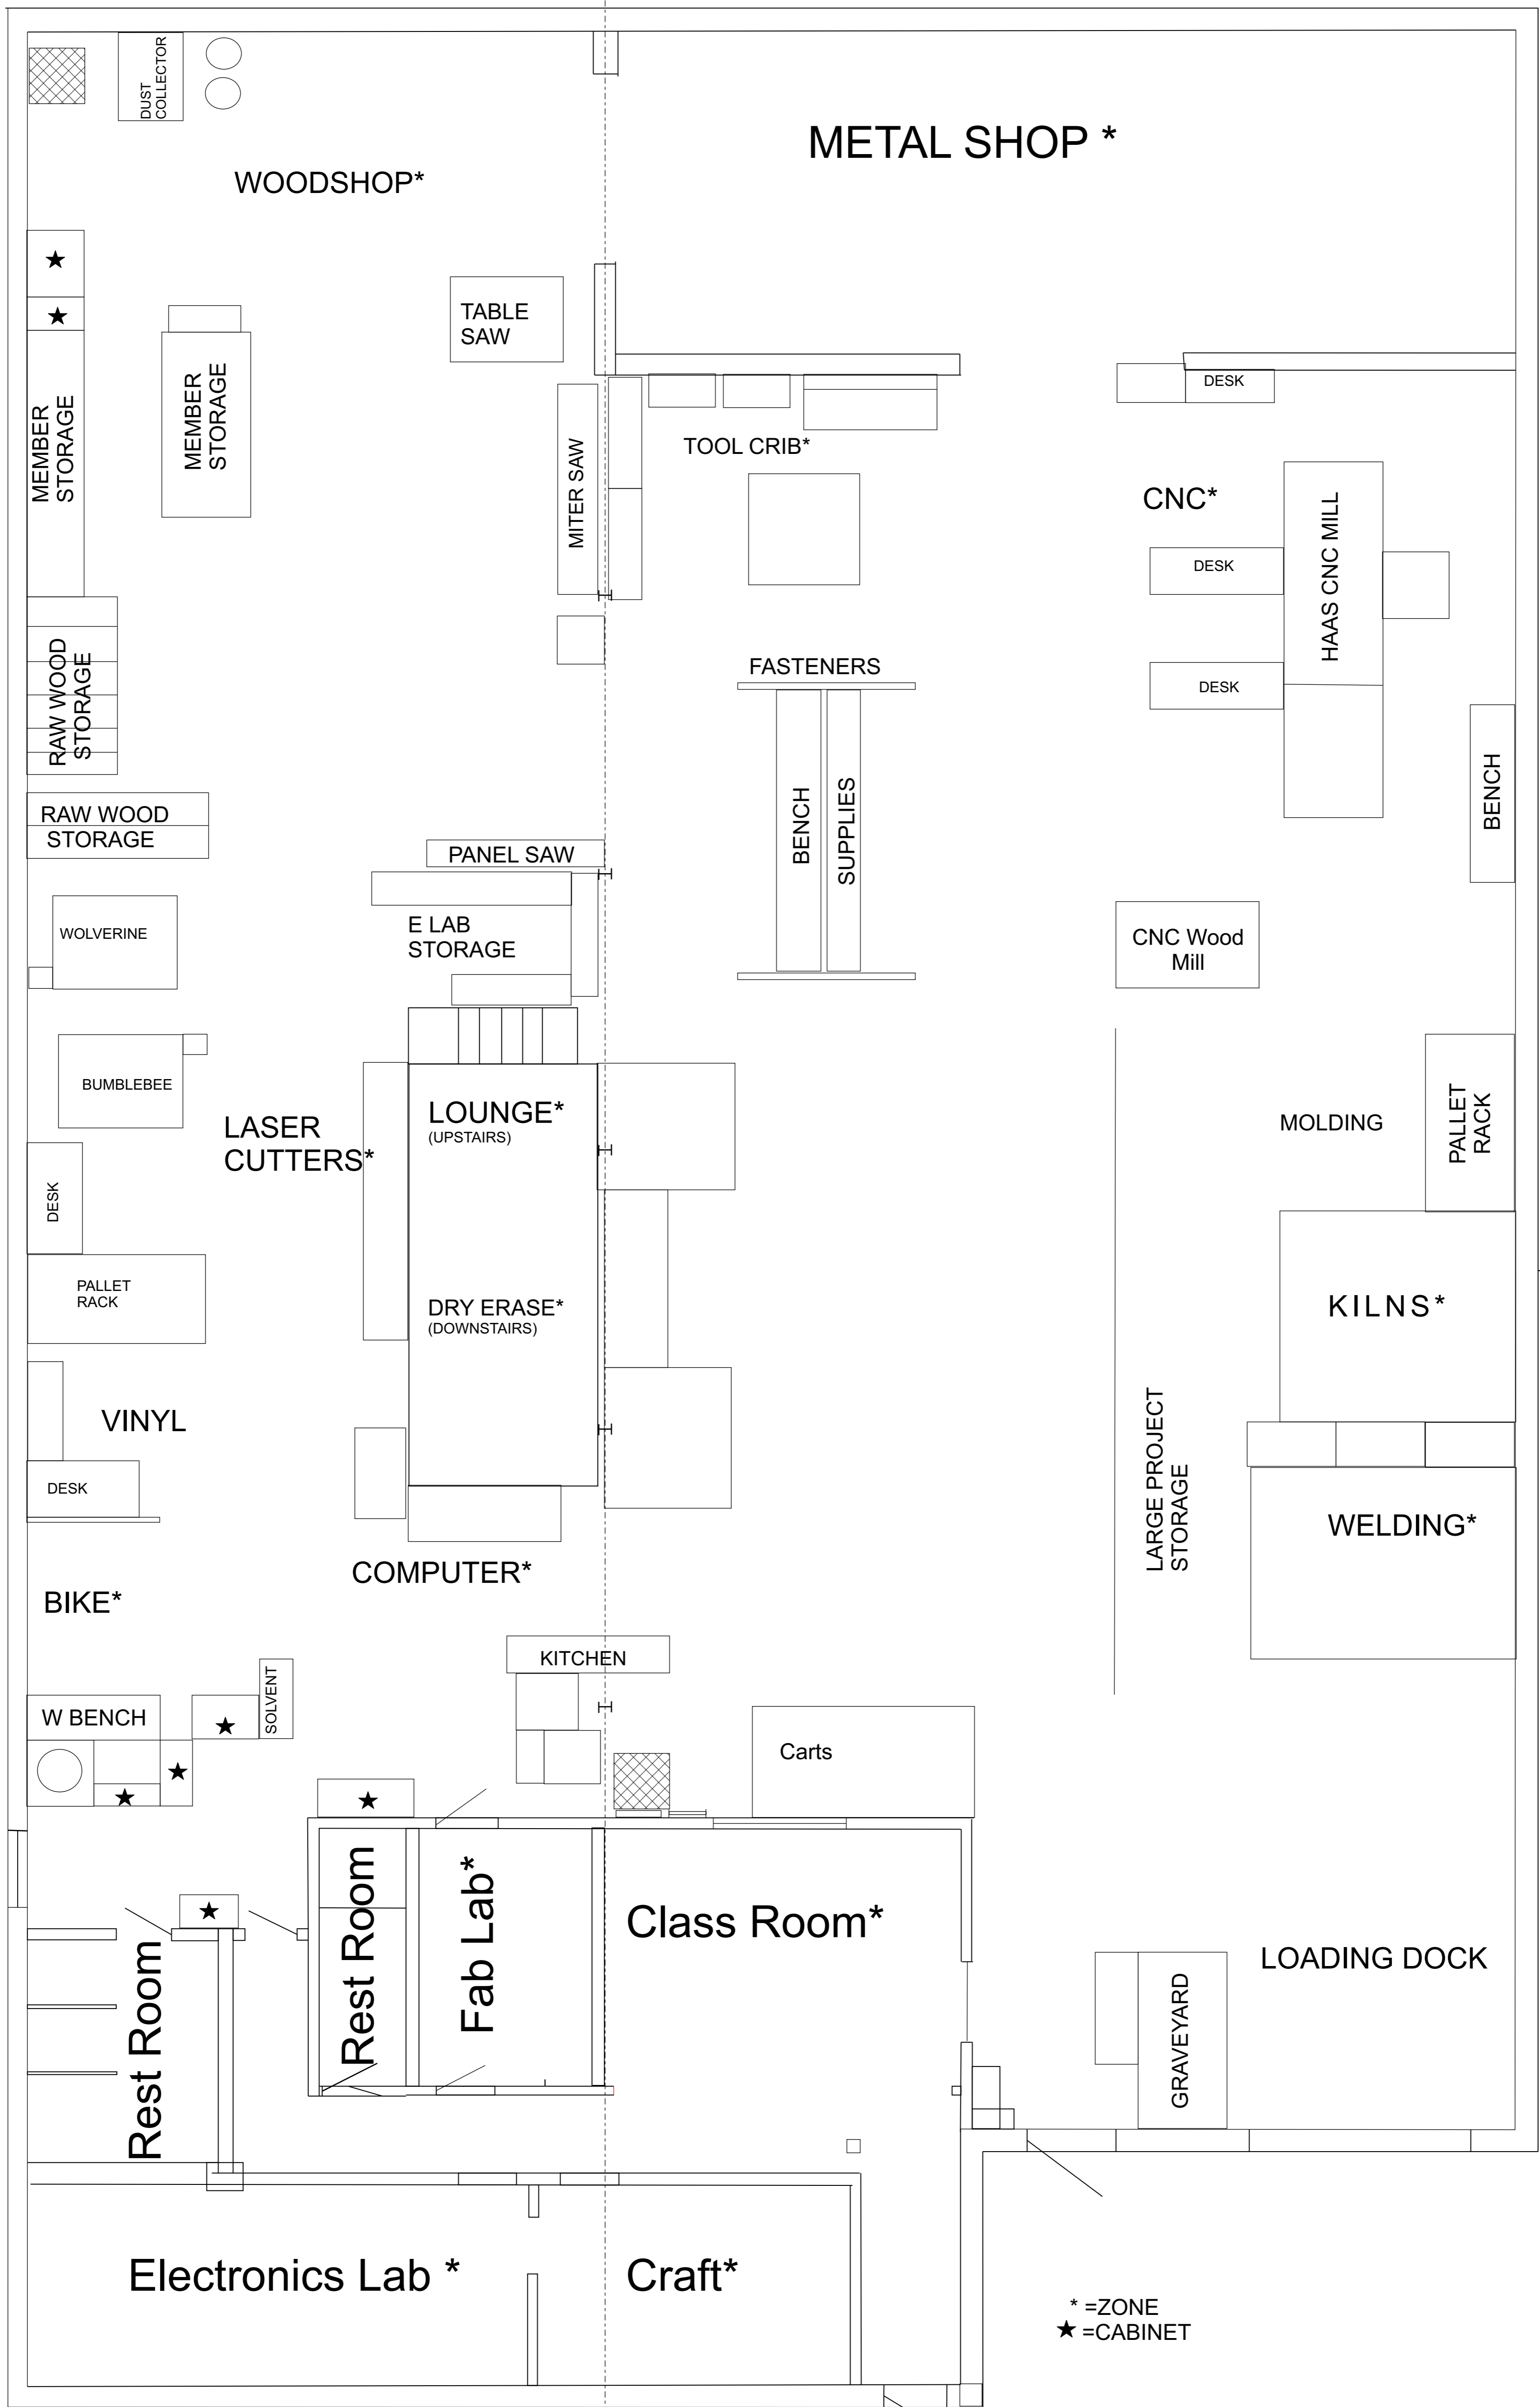 DUST
COLLECTOR
METAL SHOP *
WOODSHOP*
★
★
TABLE
SAW
MEMBER
STORAGE
MEMBER
STORAGE
MITER SAW
TOOL CRIB*
DESK
CNC*
HAAS CNC MILL
DESK
DESK
FASTENERS
RAW WOOD
STORAGE
BENCH
SUPPLIES
BENCH
RAW WOOD
STORAGE
PANEL SAW
WOLVERINE
E LAB
STORAGE
CNC Wood
Mill
BUMBLEBEE
LASER
CUTTERS*
LOUNGE*
(UPSTAIRS)
MOLDING
PALLET
RACK
DESK
PALLET
RACK
DRY ERASE*
(DOWNSTAIRS)
KILNS*
VINYL
LARGE PROJECT
STORAGE
DESK
WELDING*
COMPUTER*
BIKE*
KITCHEN
SOLVENT
W BENCH
★
★
★
Carts
★
Rest Room
Fab Lab*
Class Room*
★
Rest Room
LOADING DOCK
GRAVEYARD
Electronics Lab *
Craft*
* =ZONE
★ =CABINET